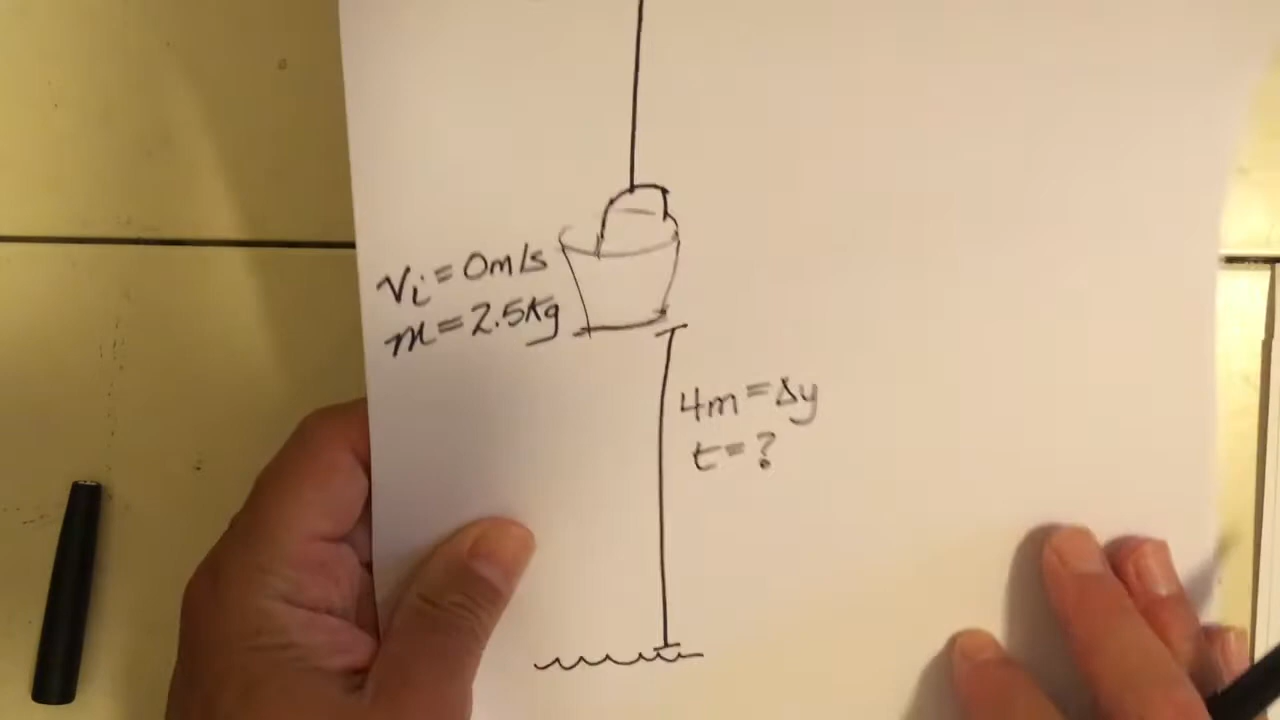 Vi = 0m/s
m = 2.5kg
4m = Δy
t = ?